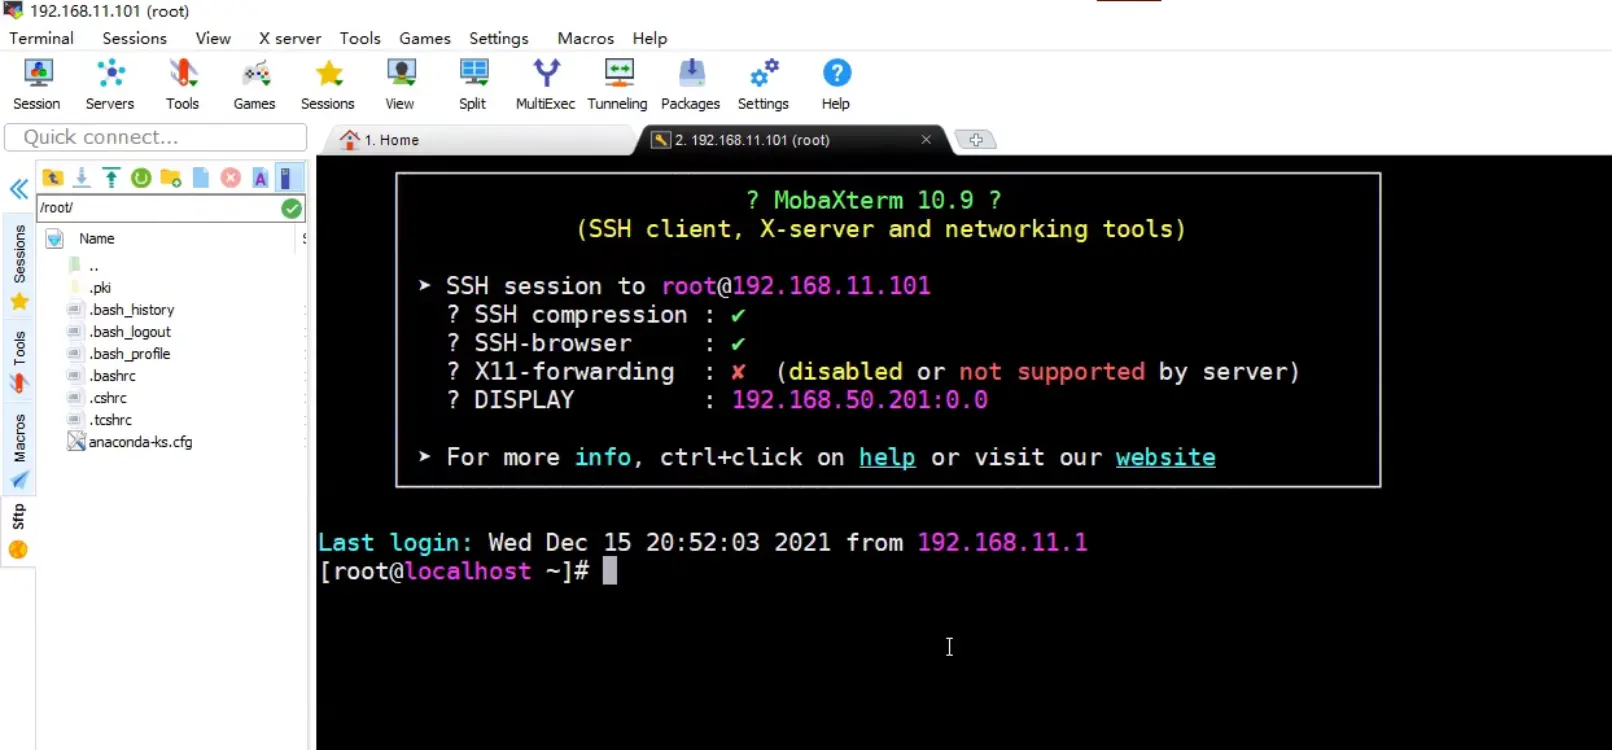 192.168.11.101 (root)
Terminal Sessions View X server Tools Games Settings Macros Help
Session Servers Tools Games Sessions View Split MultiExec Tunneling Packages Settings Help
Quick connect...
1. Home
2. 192.168.11.101 (root)
/root/
Name
..
.pki
.bash_history
.bash_logout
.bash_profile
.bashrc
.cshrc
.tcshrc
anaconda-ks.cfg
Sessions
Tools
Macros
Sftp
? MobaXterm 10.9 ?
(SSH client, X-server and networking tools)
➤ SSH session to root@192.168.11.101
? SSH compression : ✔
? SSH-browser : ✔
? X11-forwarding : ✘ (disabled or not supported by server)
? DISPLAY : 192.168.50.201:0.0
➤ For more info, ctrl+click on help or visit our website
Last login: Wed Dec 15 20:52:03 2021 from 192.168.11.1
[root@localhost ~]#